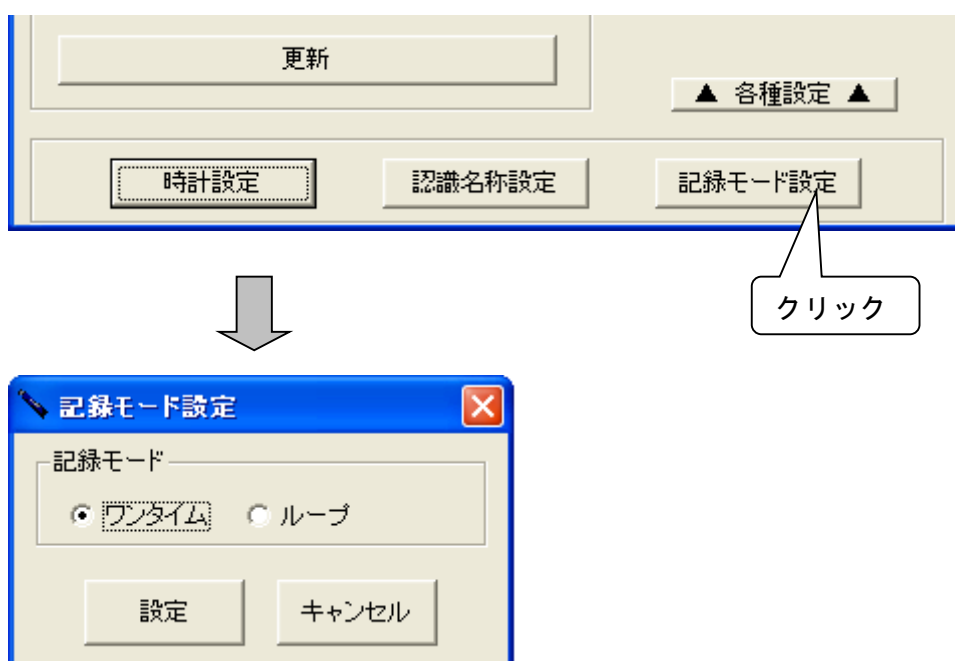 更新
▲ 各種設定 ▲
時計設定 認識名称設定 記録モード設定
クリック
記録モード設定
記録モード
ワンタイム ループ
設定 キャンセル